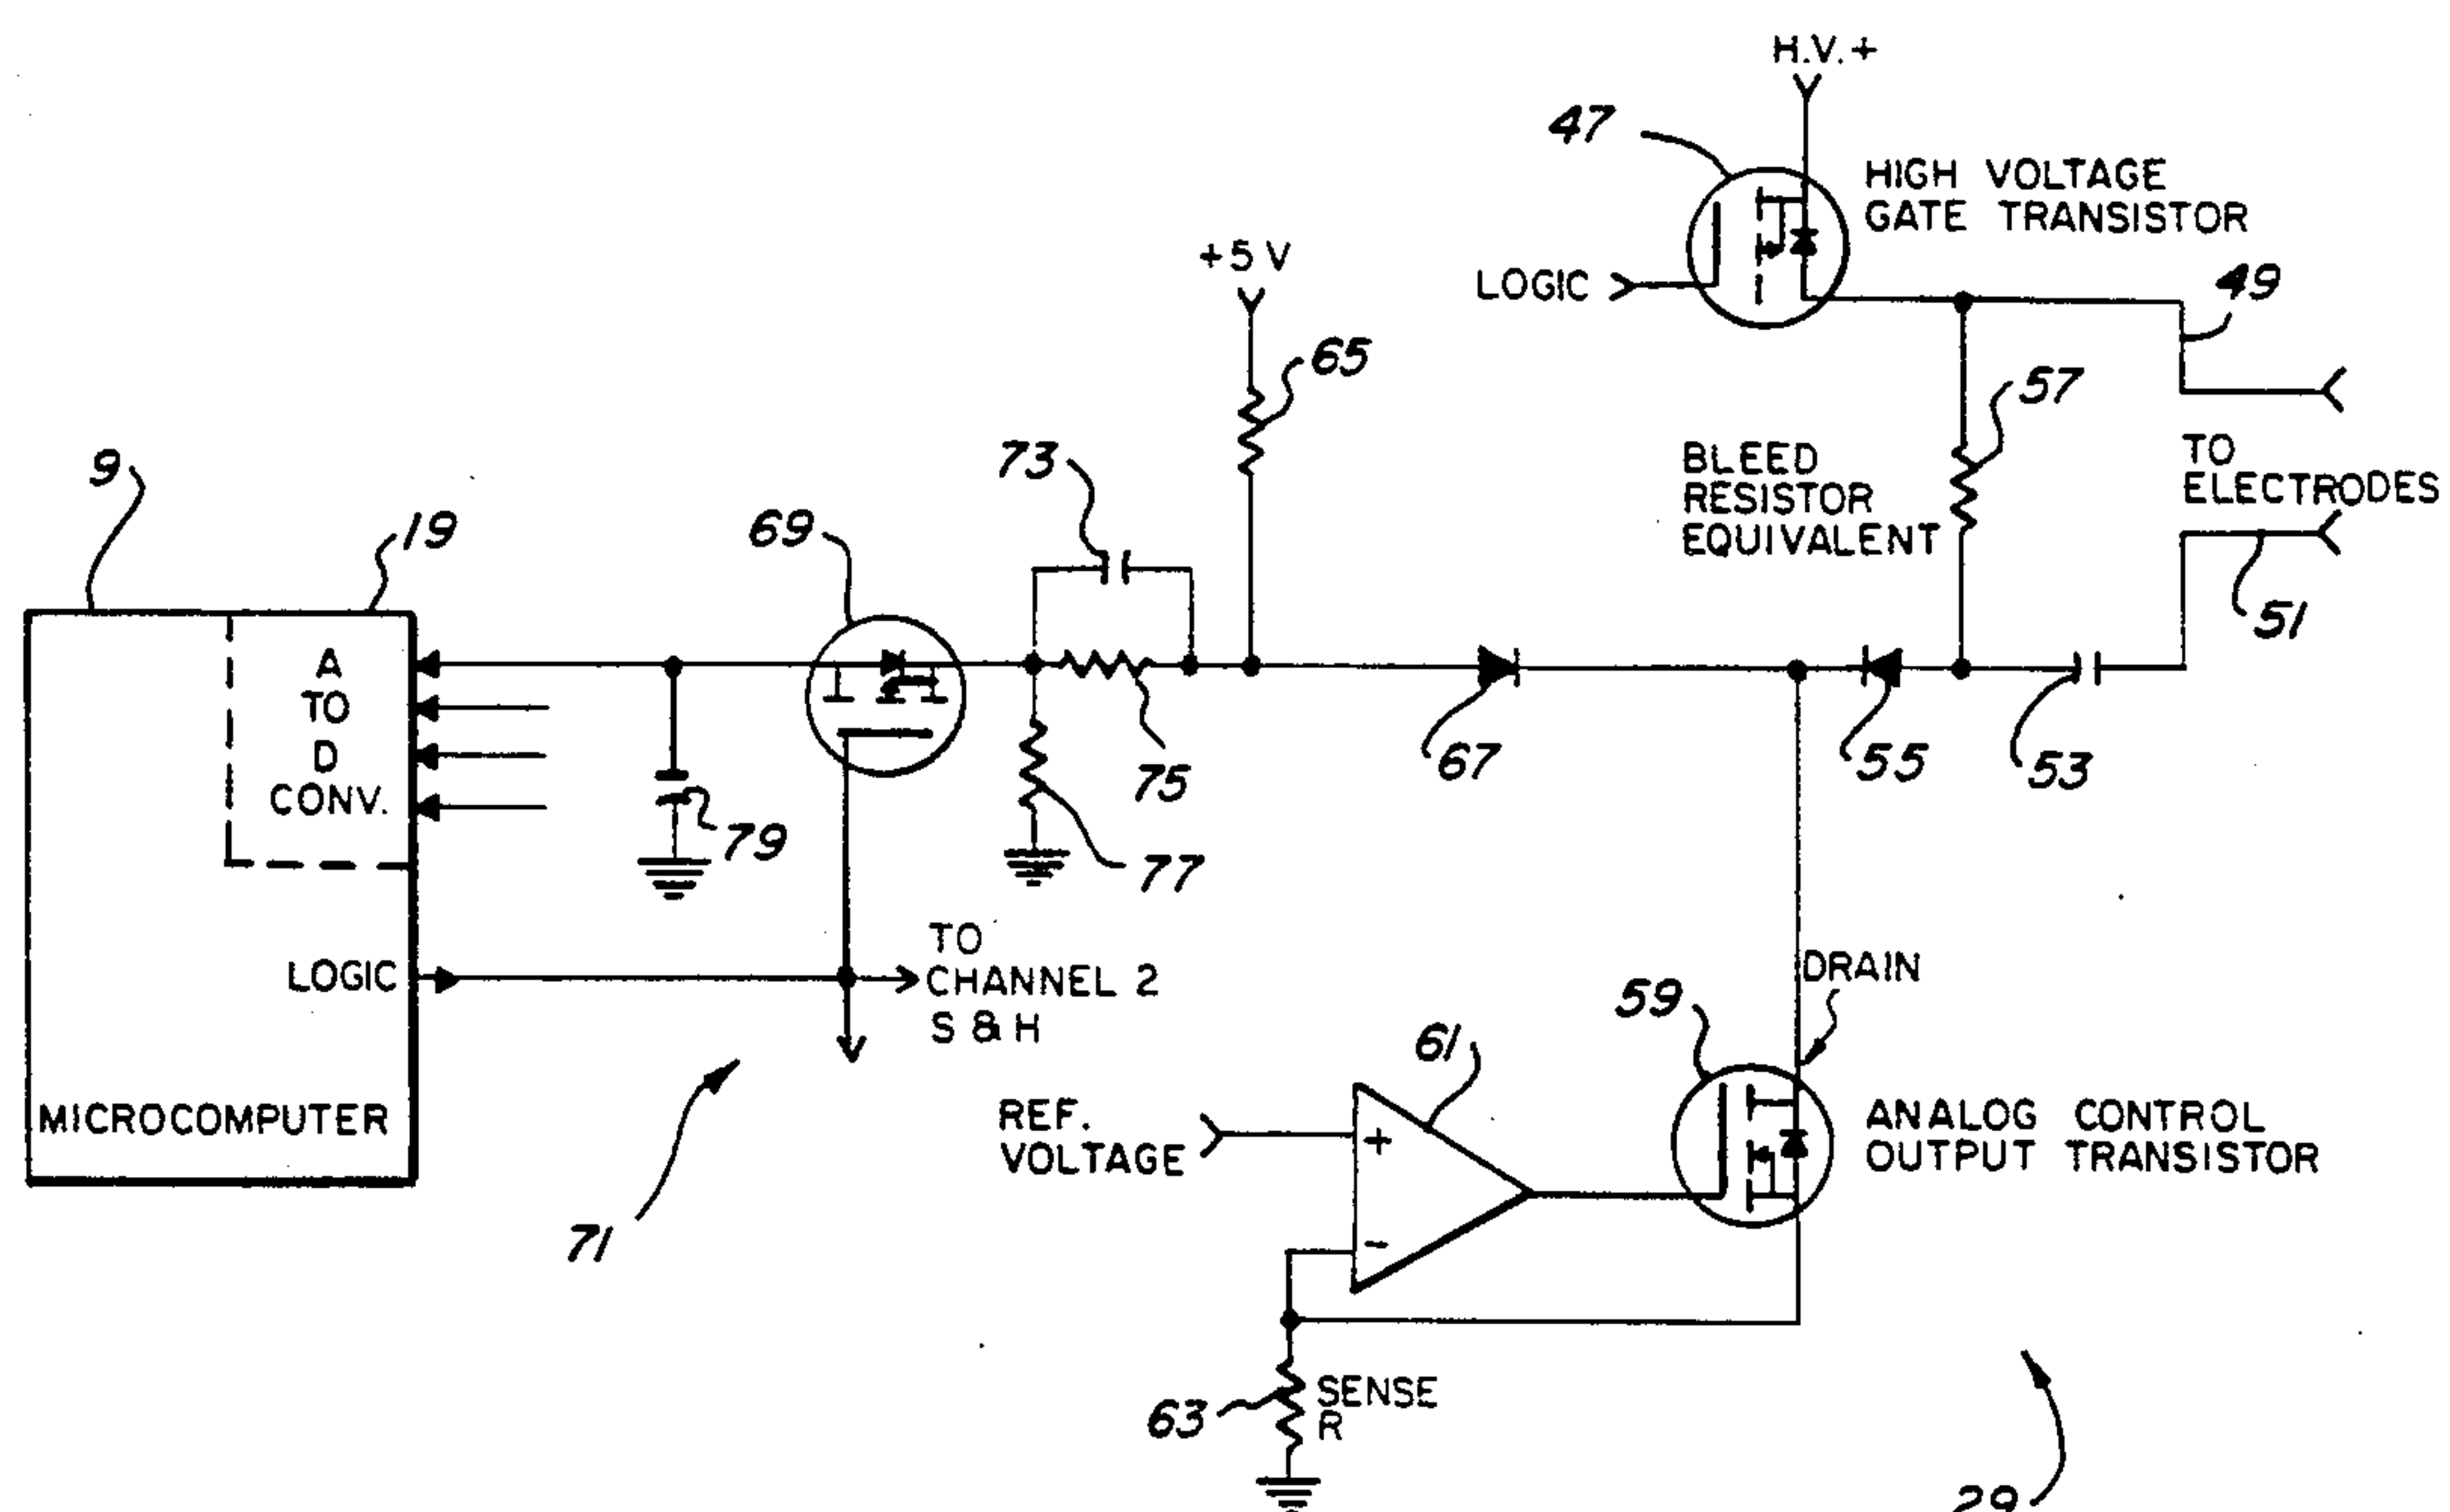 H.V.+
47
HIGH VOLTAGE
GATE TRANSISTOR
+5 V
LOGIC
49
65
57
73
BLEED
RESISTOR
EQUIVALENT
TO
ELECTRODES
9
19
69
51
A
TO
D
CONV.
67
55
53
75
79
77
LOGIC
TO
CHANNEL 2
S & H
DRAIN
59
61
MICROCOMPUTER
REF.
VOLTAGE
+
-
ANALOG CONTROL
OUTPUT TRANSISTOR
71
63
SENSE
R
29